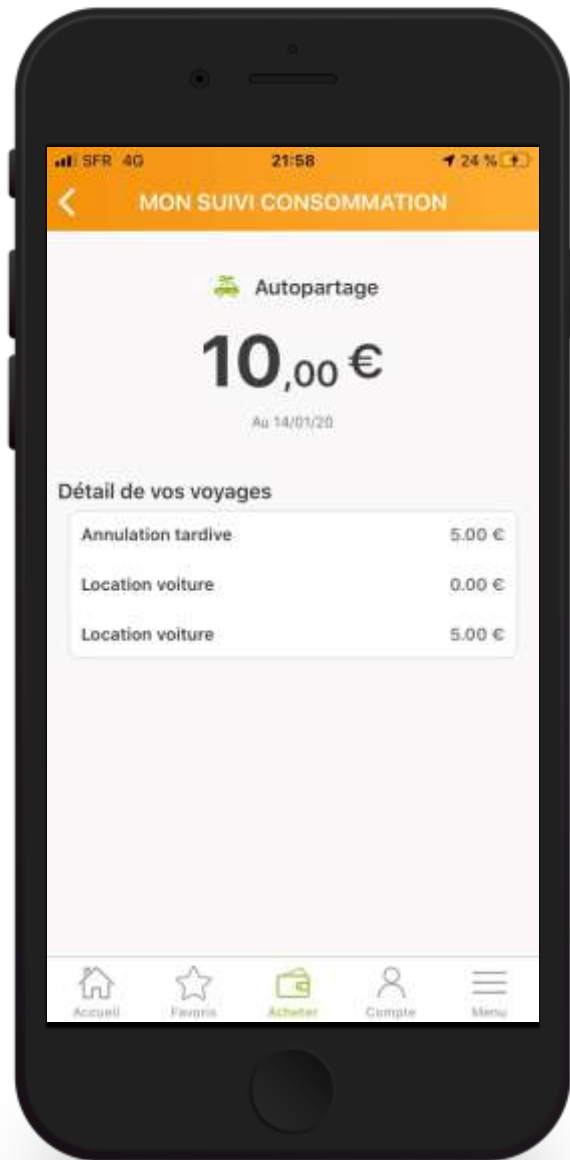 SFR 4G 21:58 24 %
MON SUIVI CONSOMMATION
Autopartage
10,00 €
Au 14/01/20
Détail de vos voyages
Annulation tardive 5.00 €
Location voiture 0.00 €
Location voiture 5.00 €
Accueil Favoris Acheter Compte Menu